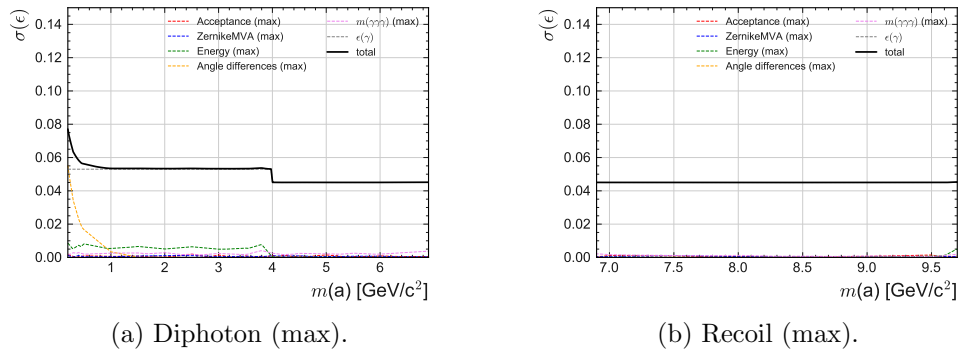 σ(ϵ)
0.14
0.12
0.10
0.08
0.06
0.04
0.02
0.00
Acceptance (max)
ZernikeMVA (max)
Energy (max)
Angle differences (max)
m(γγγ) (max)
ϵ(γ)
total
1 2 3 4 5 6
m(a) [GeV/c²]
(a) Diphoton (max).
σ(ϵ)
0.14
0.12
0.10
0.08
0.06
0.04
0.02
0.00
Acceptance (max)
ZernikeMVA (max)
Energy (max)
Angle differences (max)
m(γγγ) (max)
ϵ(γ)
total
7.0 7.5 8.0 8.5 9.0 9.5
m(a) [GeV/c²]
(b) Recoil (max).